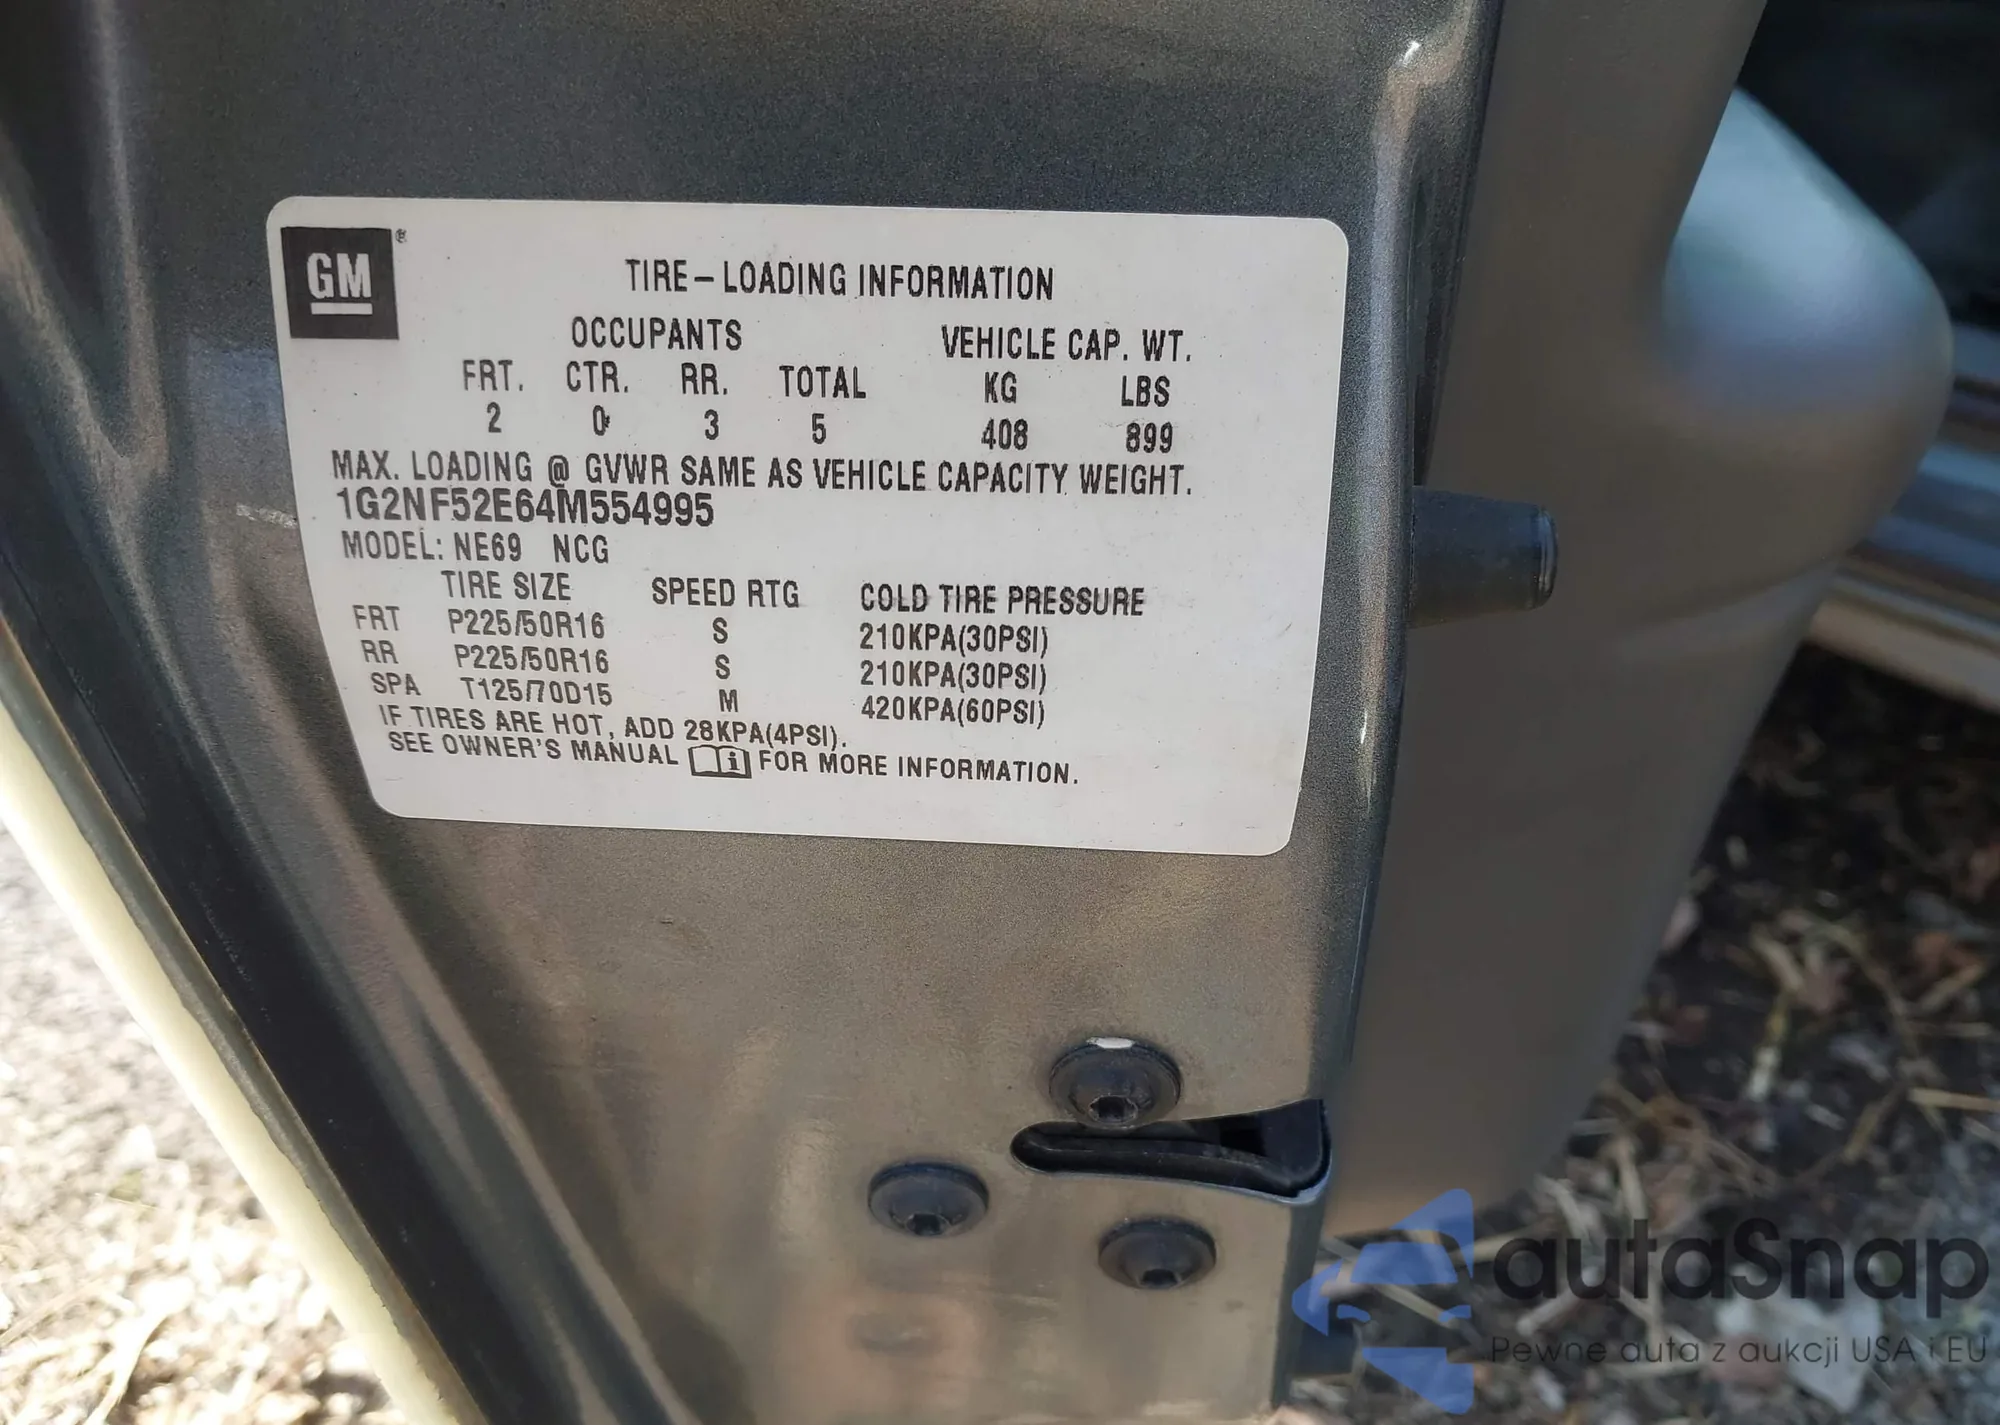 GM ®
TIRE-LOADING INFORMATION
OCCUPANTS VEHICLE CAP. WT.
FRT. CTR. RR. TOTAL KG LBS
2 0 3 5 408 899
MAX. LOADING @ GVWR SAME AS VEHICLE CAPACITY WEIGHT.
1G2NF52E64M554995
MODEL: NE69 NCG
TIRE SIZE SPEED RTG COLD TIRE PRESSURE
FRT P225/50R16 S 210KPA(30PSI)
RR P225/50R16 S 210KPA(30PSI)
SPA T125/70D15 M 420KPA(60PSI)
IF TIRES ARE HOT, ADD 28KPA(4PSI).
SEE OWNER'S MANUAL i FOR MORE INFORMATION.
autaSnap
Pewne auta z aukcji USA i EU